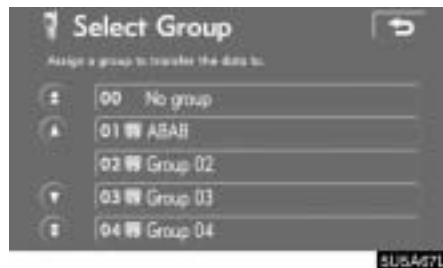 Select Group
Assign a group to transfer the data to.
00 No group
01 ABAB
02 Group 02
03 Group 03
04 Group 04
5U5A67L